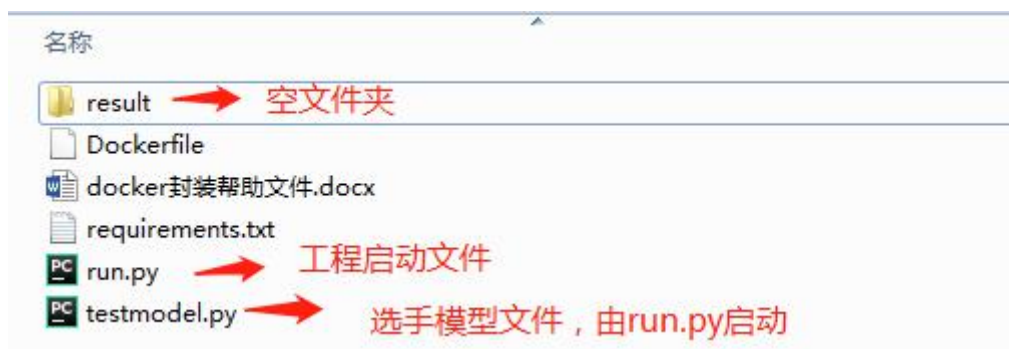 名称
result 空文件夹
Dockerfile
docker封装帮助文件.docx
requirements.txt
run.py 工程启动文件
testmodel.py 选手模型文件，由run.py启动